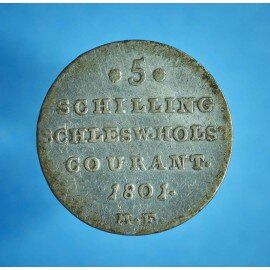 • 5 •
SCHILLING
SCHLESW.HOLST
COURANT.
1801.
M.F.